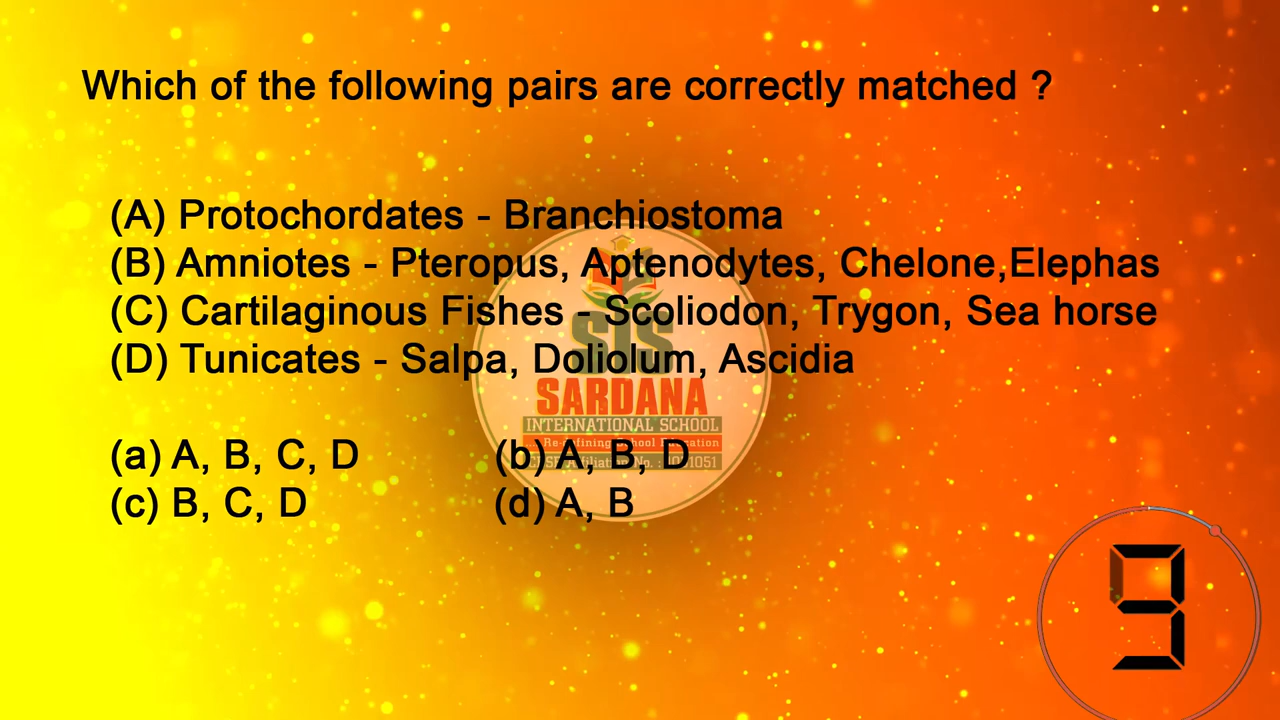 Which of the following pairs are correctly matched ?
(A) Protochordates - Branchiostoma
(B) Amniotes - Pteropus, Aptenodytes, Chelone,Elephas
(C) Cartilaginous Fishes - Scoliodon, Trygon, Sea horse
(D) Tunicates - Salpa, Doliolum, Ascidia
SIS
SARDANA
INTERNATIONAL SCHOOL
(a) A, B, C, D (b) A, B, D
(c) B, C, D (d) A, B